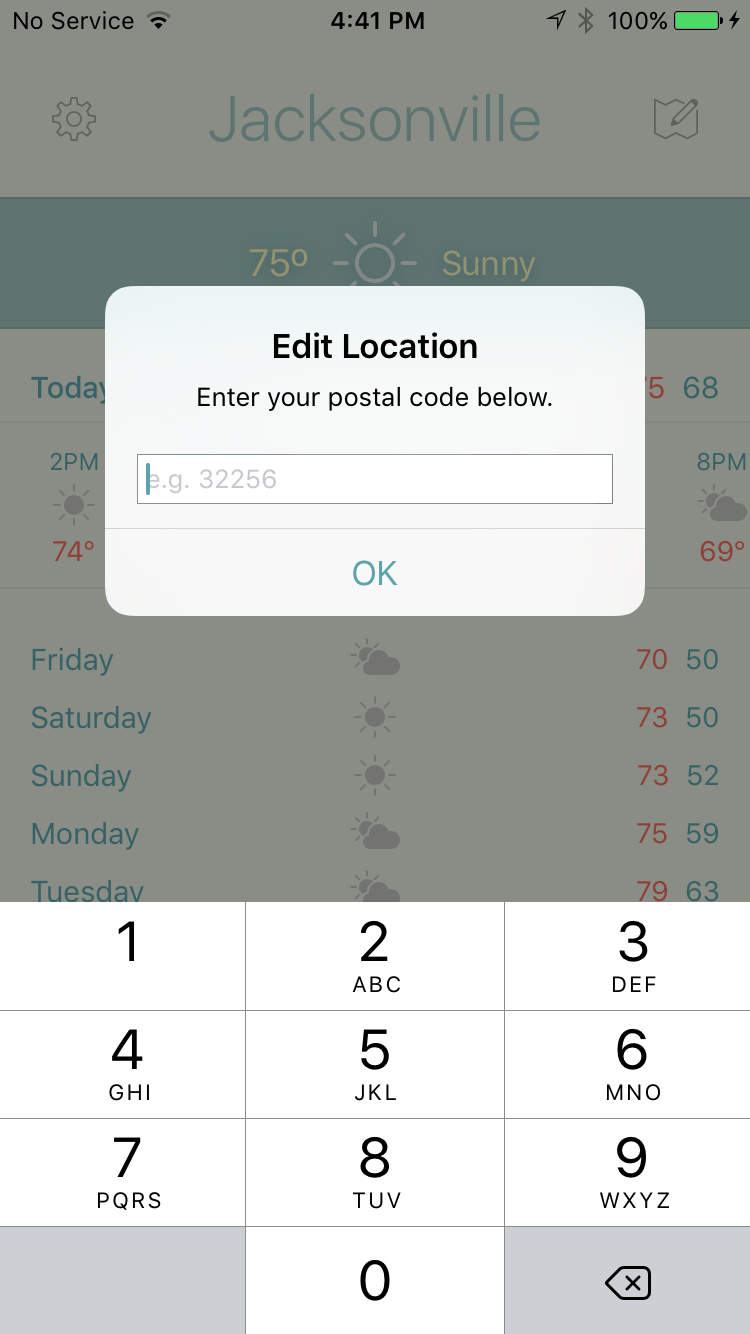 No Service 4:41 PM 100%
Jacksonville
75º Sunny
Edit Location
Enter your postal code below.
e.g. 32256
OK
Today 75 68
2PM 8PM
74° 69°
Friday 70 50
Saturday 73 50
Sunday 73 52
Monday 75 59
Tuesday 79 63
1 2 3
ABC DEF
4 5 6
GHI JKL MNO
7 8 9
PQRS TUV WXYZ
0